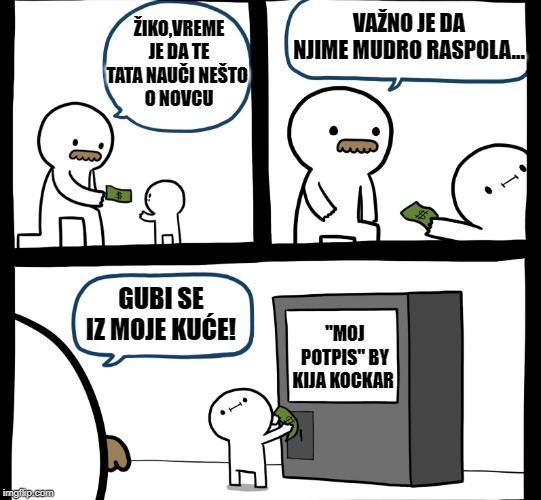 ŽIKO,VREME
JE DA TE
TATA NAUČI NEŠTO
O NOVCU
VAŽNO JE DA
NJIME MUDRO RASPOLA...
$
$
GUBI SE
IZ MOJE KUĆE!
"MOJ
POTPIS" BY
KIJA KOCKAR
$
imgflip.com